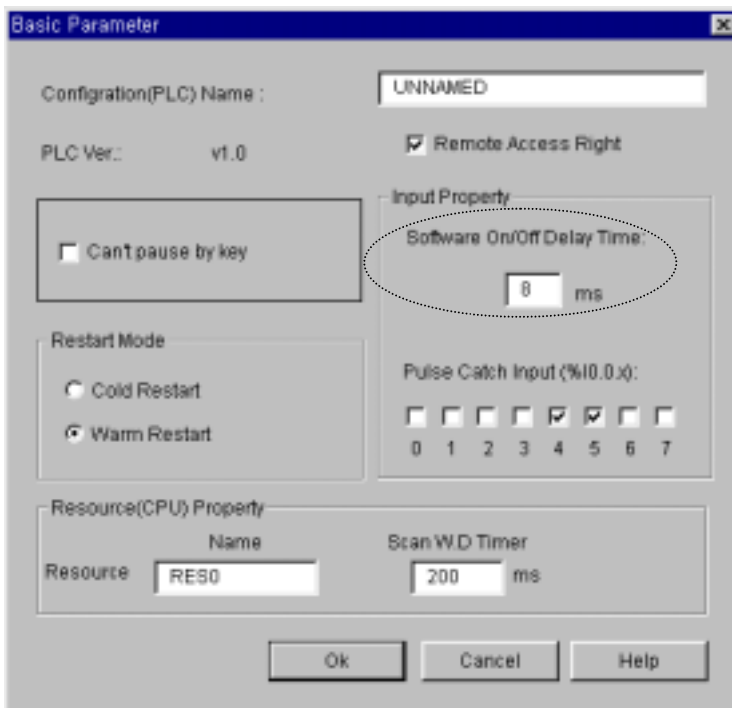 Basic Parameter
Configration(PLC) Name :
UNNAMED
PLC Ver.: v1.0
Remote Access Right
Can't pause by key
Input Property
Software On/Off Delay Time:
8 ms
Restart Mode
Cold Restart
Warm Restart
Pulse Catch Input (%I0.0.x):
0 1 2 3 4 5 6 7
Resource(CPU) Property
Name Scan W.D Timer
Resource RES0 200 ms
Ok Cancel Help